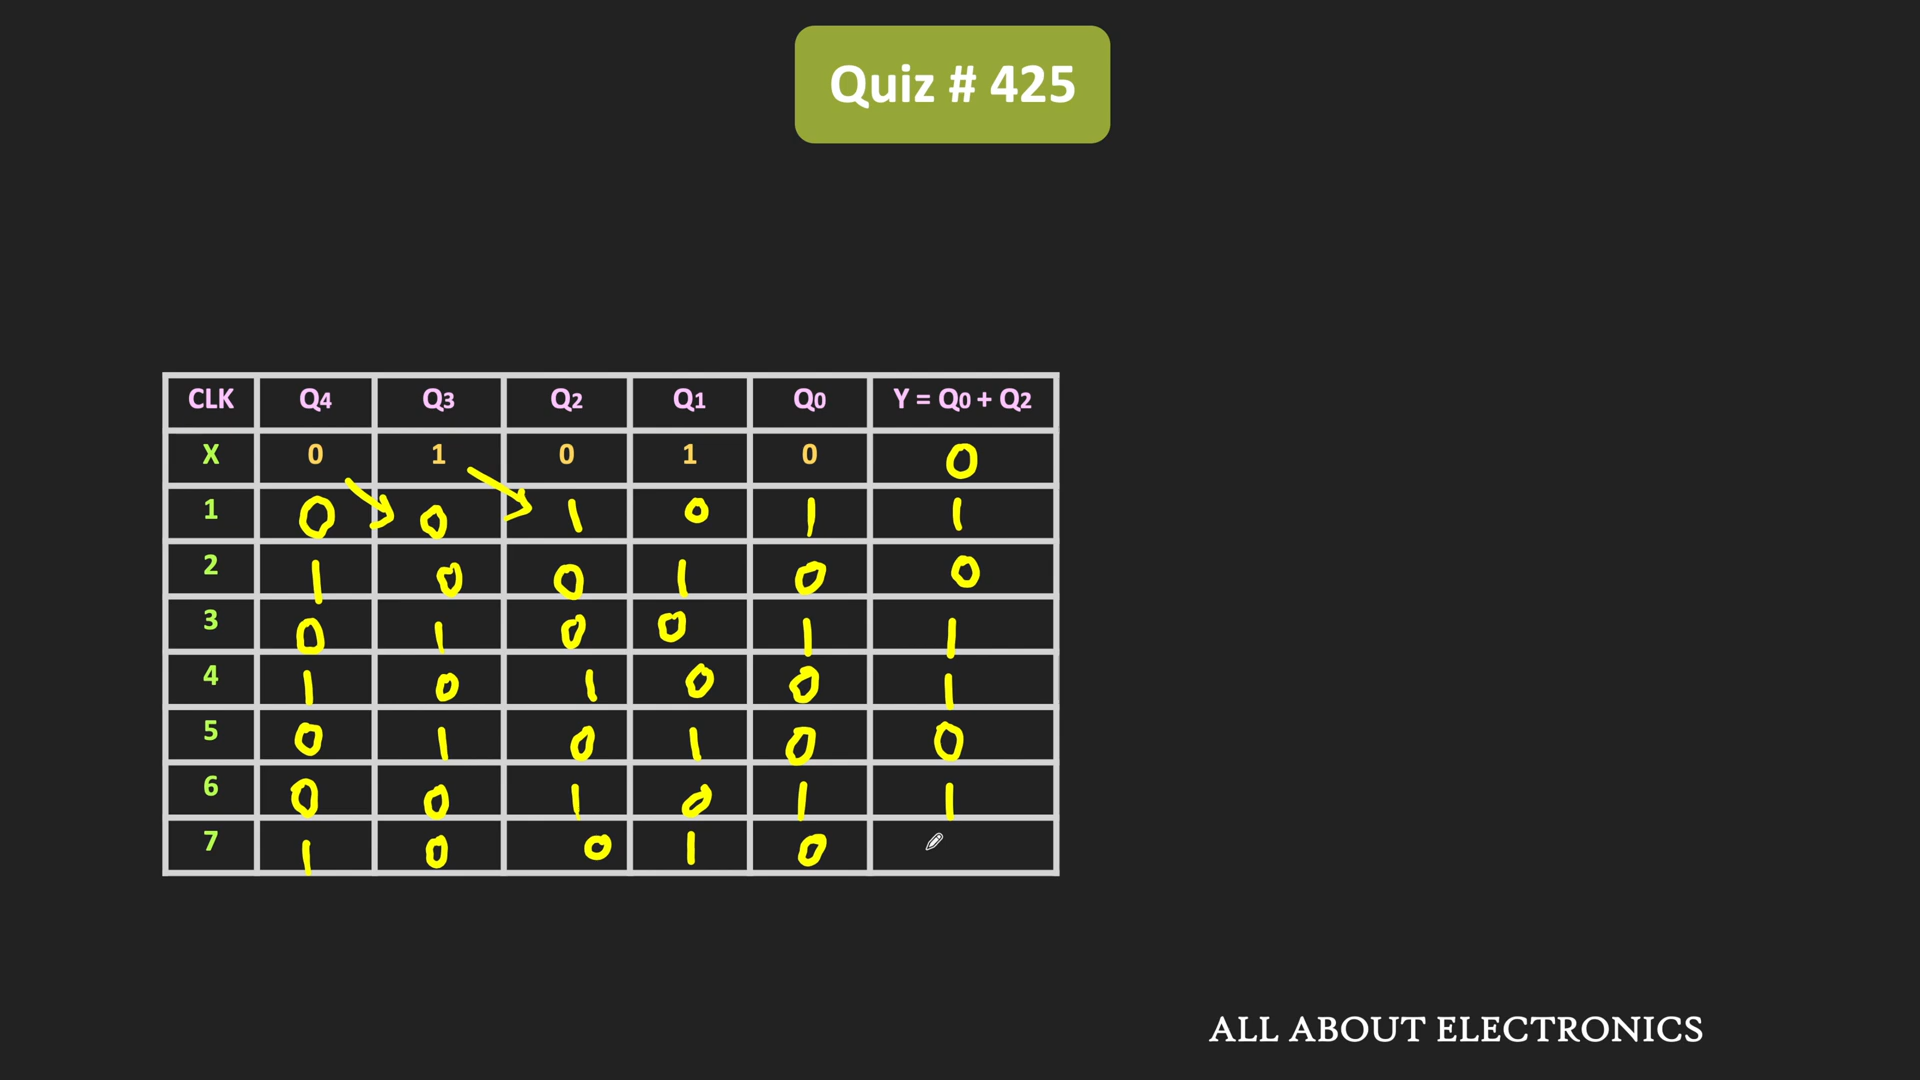 Quiz # 425
CLK Q4 Q3 Q2 Q1 Q0 Y = Q0 + Q2
X 0 1 0 1 0 0
1 0 0 1 0 1 1
2 1 0 0 1 0 0
3 0 1 0 0 1 1
4 1 0 1 0 0 1
5 0 1 0 1 0 0
6 0 0 1 0 1 1
7 1 0 0 1 0
ALL ABOUT ELECTRONICS